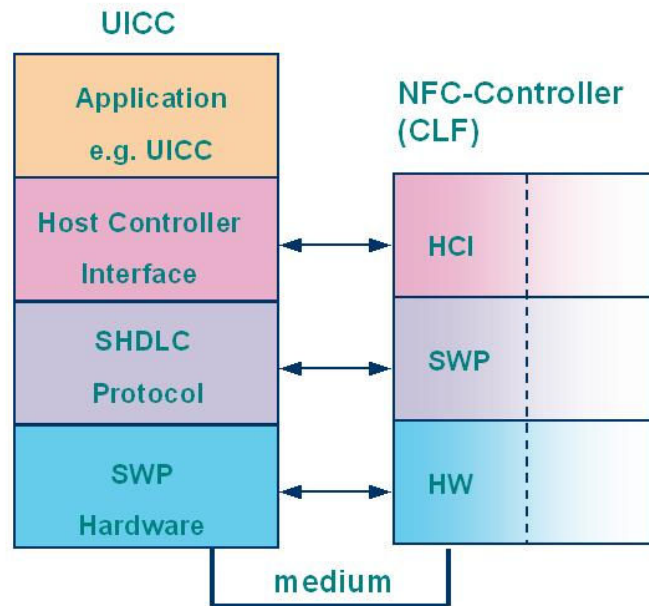 UICC
Application
e.g. UICC
Host Controller
Interface
SHDLC
Protocol
SWP
Hardware
NFC-Controller
(CLF)
HCI
SWP
HW
medium